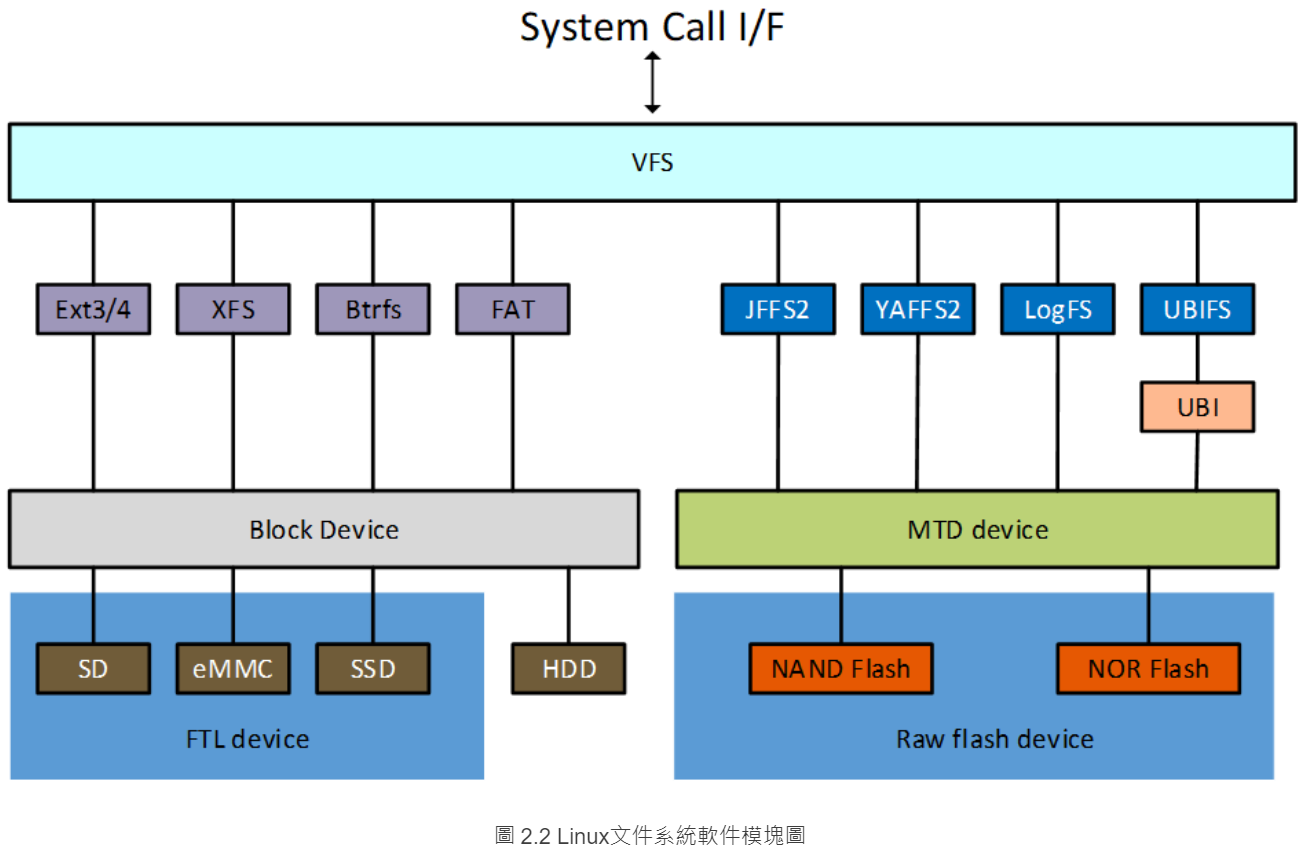 System Call I/F
VFS
Ext3/4 XFS Btrfs FAT JFFS2 YAFFS2 LogFS UBIFS
UBI
Block Device MTD device
SD eMMC SSD HDD NAND Flash NOR Flash
FTL device Raw flash device
圖 2.2 Linux文件系統軟件模塊圖